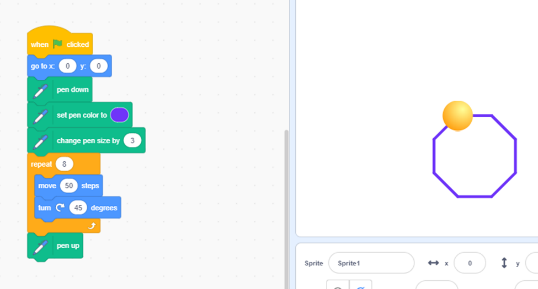 when clicked
go to x: 0 y: 0
pen down
set pen color to
change pen size by 3
repeat 8
move 50 steps
turn 45 degrees
pen up
Sprite Sprite1 x 0 y